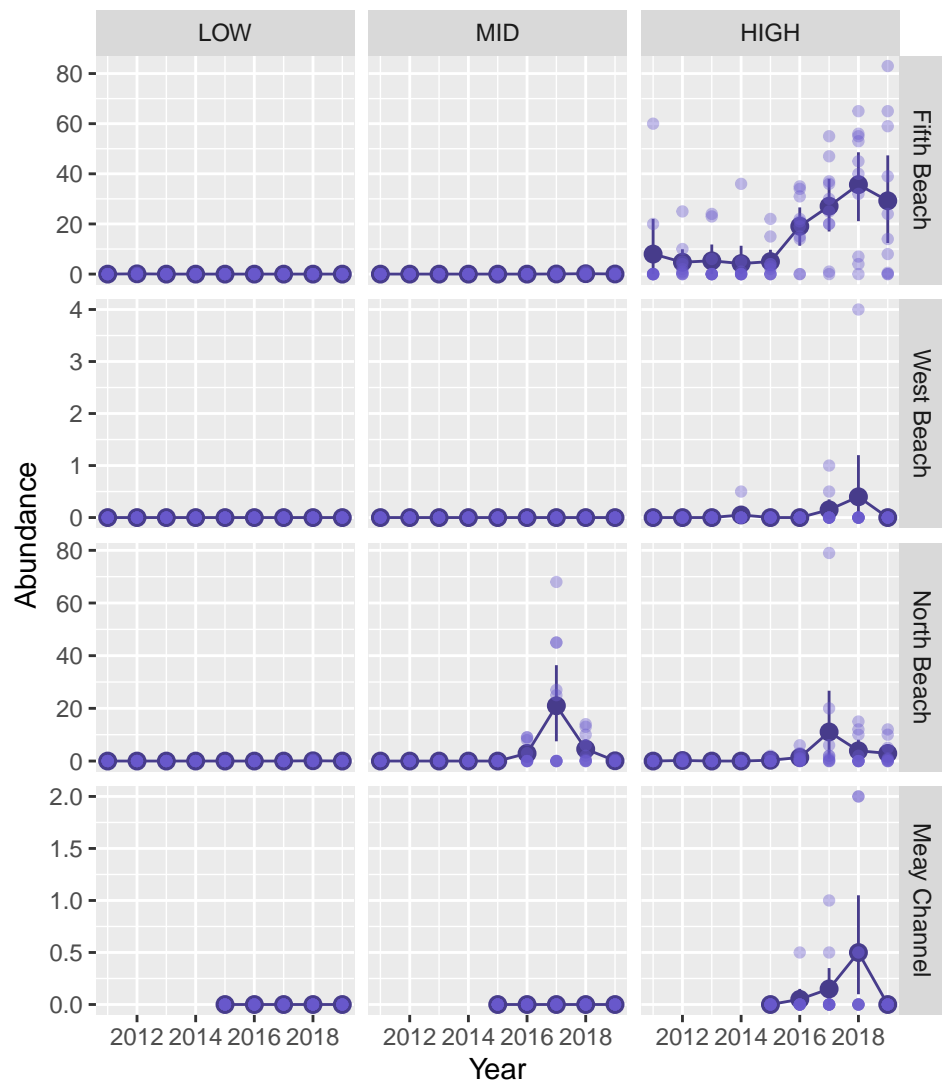 LOW MID HIGH
80
60
40
20
0
Fifth Beach
4
3
2
1
0
West Beach
Abundance
80
60
40
20
0
North Beach
2.0
1.5
1.0
0.5
0.0
Meay Channel
2012 2014 2016 2018 2012 2014 2016 2018 2012 2014 2016 2018
Year